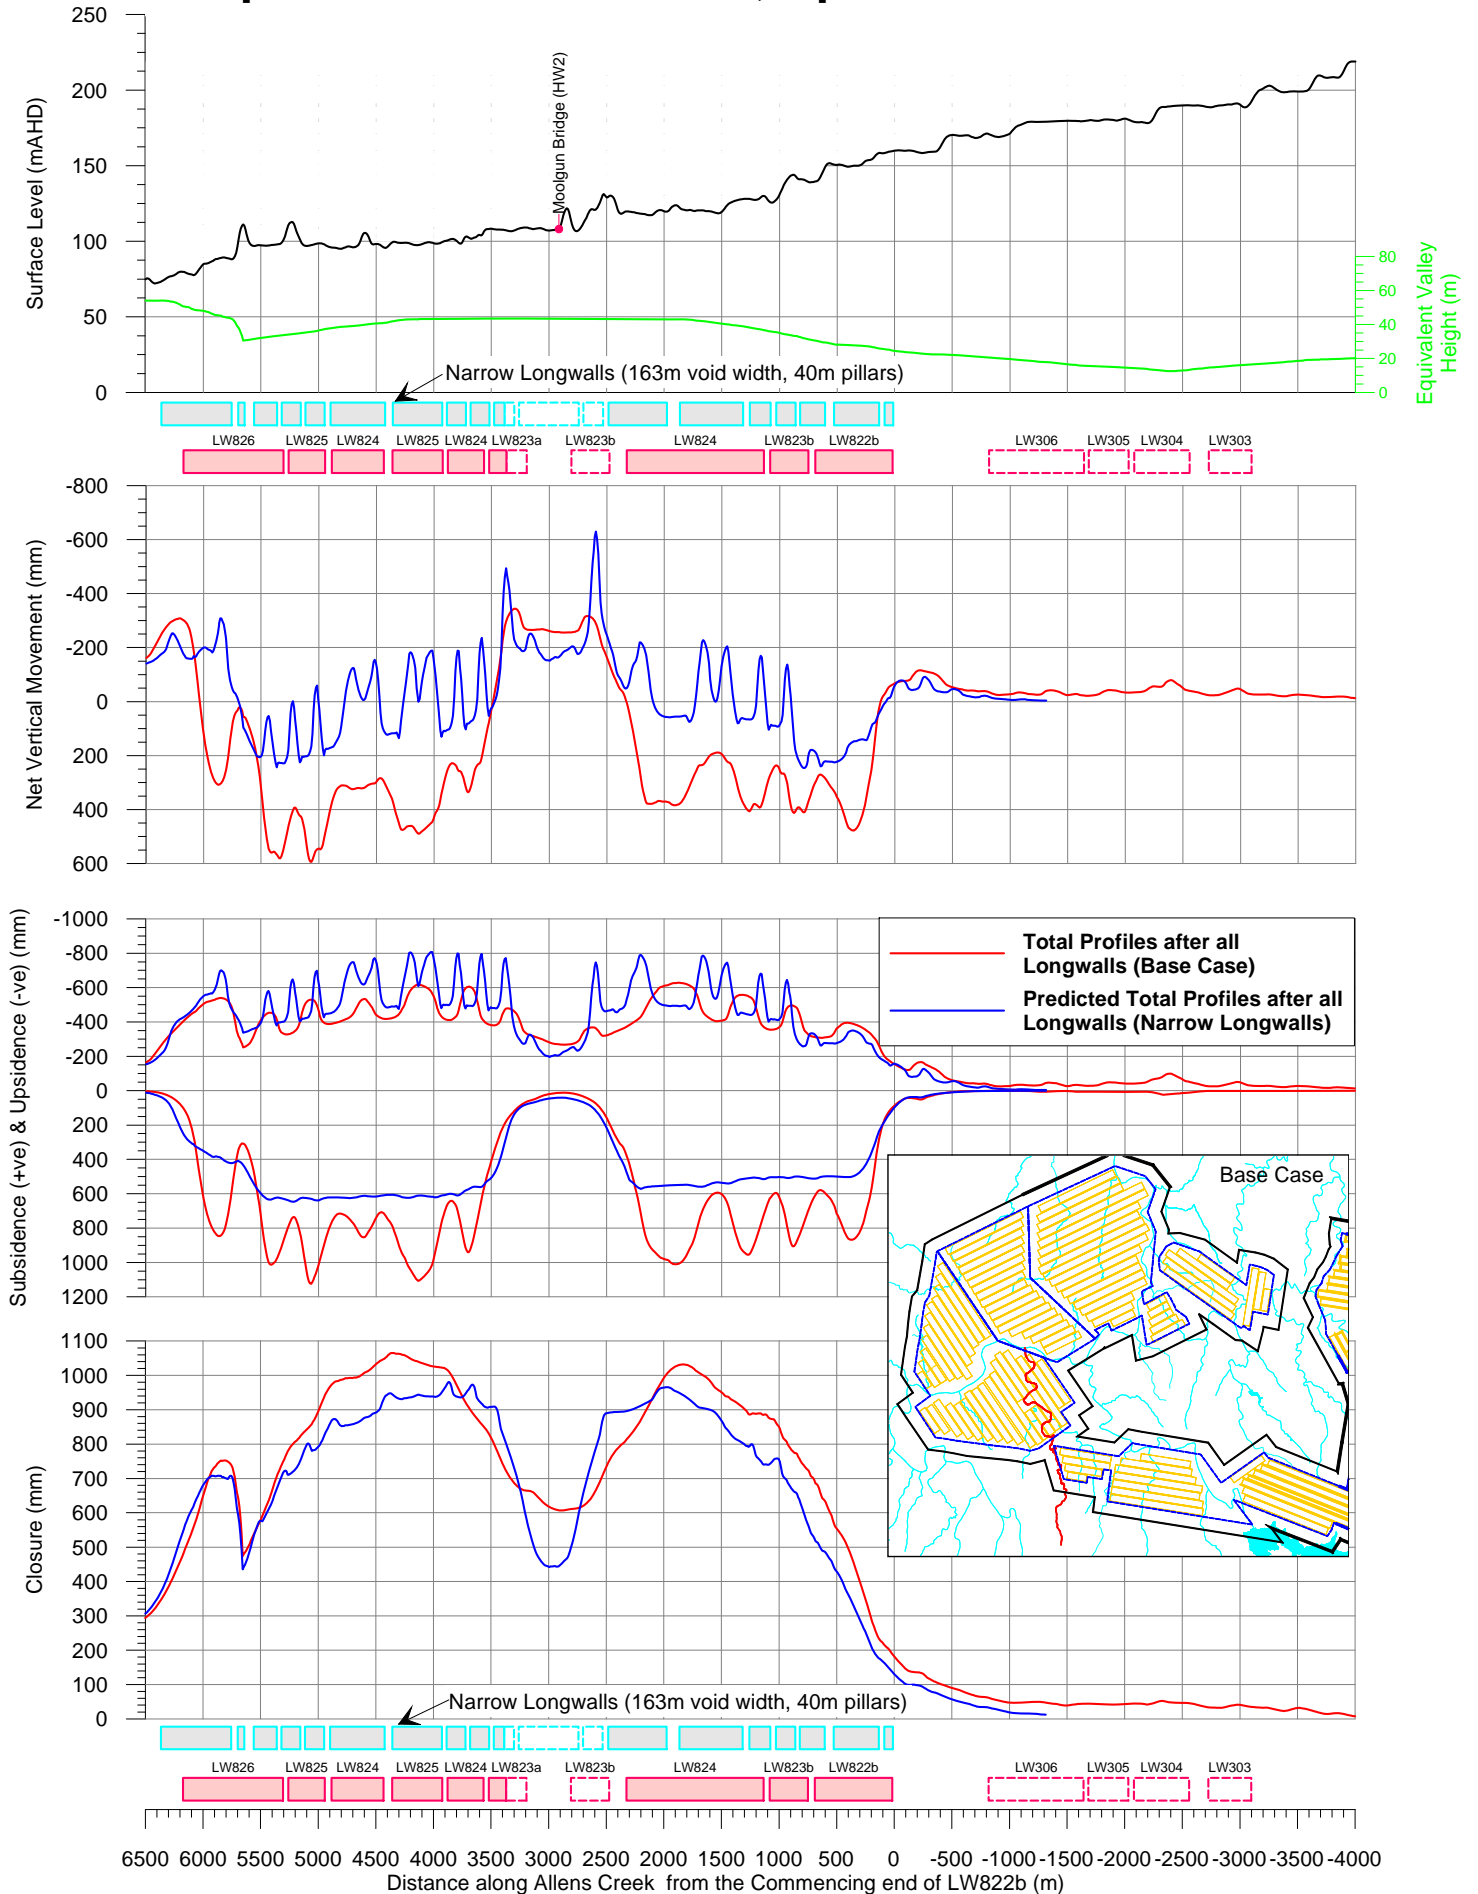 250
200
150
100
50
0
Surface Level (mAHD)
Moolgun Bridge (HW2)
80
60
40
20
0
Equivalent Valley
Height (m)
Narrow Longwalls (163m void width, 40m pillars)
LW826 LW825 LW824 LW825 LW824 LW823a LW823b LW824 LW823b LW822b LW306 LW305 LW304 LW303
-800
-600
-400
-200
0
200
400
600
Net Vertical Movement (mm)
-1000
-800
-600
-400
-200
0
200
400
600
800
1000
1200
Subsidence (+ve) & Upsidence (-ve) (mm)
Total Profiles after all
Longwalls (Base Case)
Predicted Total Profiles after all
Longwalls (Narrow Longwalls)
Base Case
1100
1000
900
800
700
600
500
400
300
200
100
0
Closure (mm)
Narrow Longwalls (163m void width, 40m pillars)
LW826 LW825 LW824 LW825 LW824 LW823a LW823b LW824 LW823b LW822b LW306 LW305 LW304 LW303
6500 6000 5500 5000 4500 4000 3500 3000 2500 2000 1500 1000 500 0 -500 -1000 -1500 -2000 -2500 -3000 -3500 -4000
Distance along Allens Creek from the Commencing end of LW822b (m)